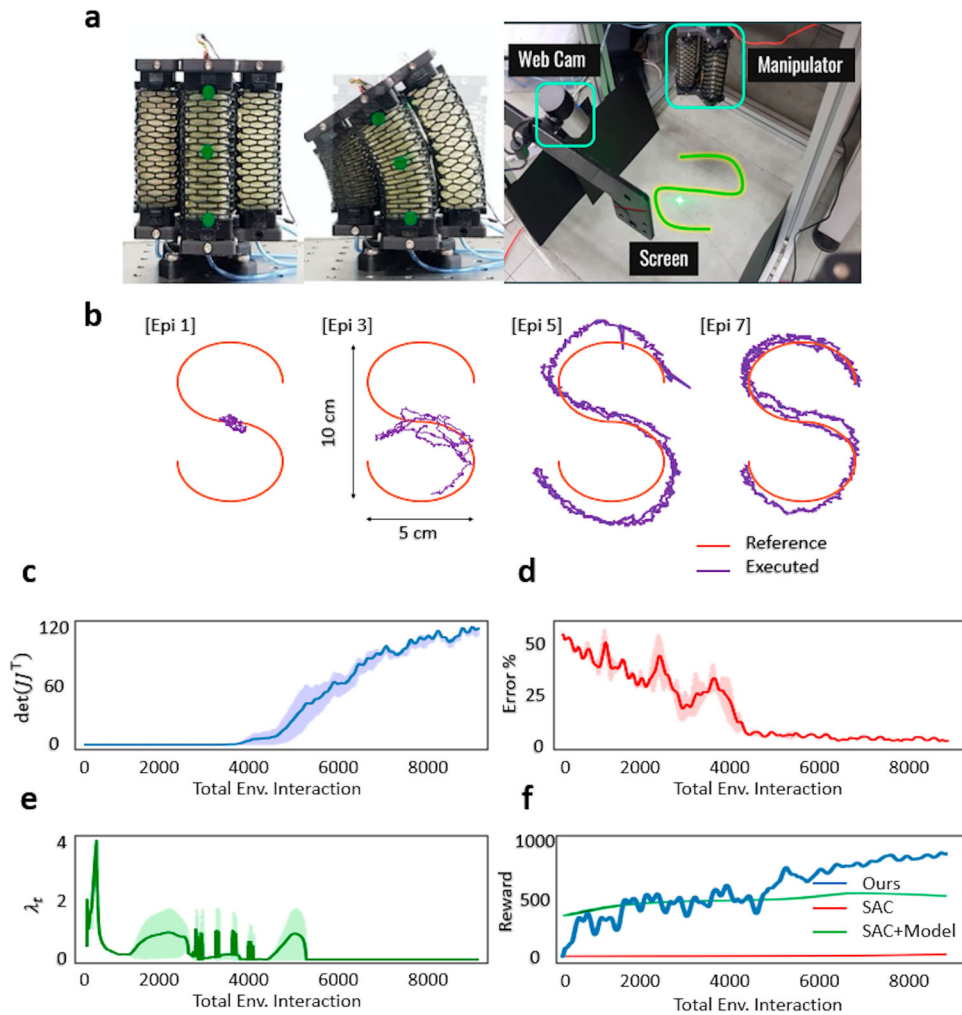 a
Web Cam
Manipulator
Screen
b
[Epi 1]
[Epi 3]
[Epi 5]
[Epi 7]
10 cm
5 cm
Reference
Executed
c
120
60
0
det(JJᵀ)
0 2000 4000 6000 8000
Total Env. Interaction
d
50
25
0
Error %
0 2000 4000 6000 8000
Total Env. Interaction
e
4
2
0
λₜ
0 2000 4000 6000 8000
Total Env. Interaction
f
1000
500
0
Reward
Ours
SAC
SAC+Model
0 2000 4000 6000 8000
Total Env. Interaction